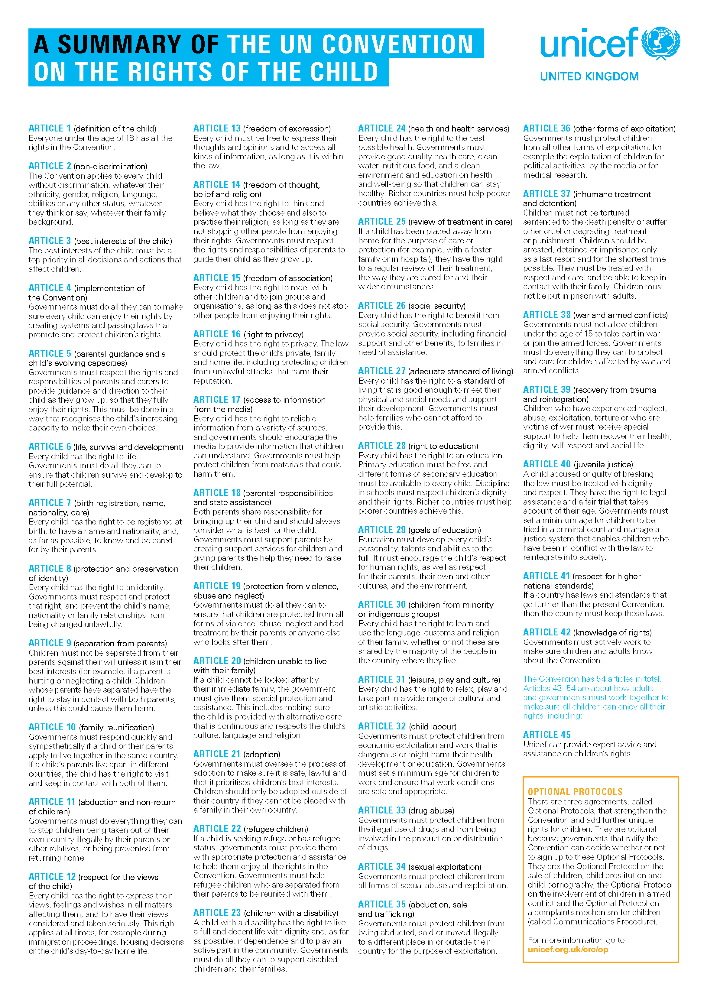 A SUMMARY OF THE UN CONVENTION
ON THE RIGHTS OF THE CHILD
unicef
UNITED KINGDOM
ARTICLE 1 (definition of the child)
Everyone under the age of 18 has all the
rights in the Convention.
ARTICLE 2 (non-discrimination)
The Convention applies to every child
without discrimination, whatever their
ethnicity, gender, religion, language,
abilities or any other status, whatever
they think or say, whatever their family
background.
ARTICLE 3 (best interests of the child)
The best interests of the child must be a
top priority in all decisions and actions that
affect children.
ARTICLE 4 (implementation of
the Convention)
Governments must do all they can to make
sure every child can enjoy their rights by
creating systems and passing laws that
promote and protect children's rights.
ARTICLE 5 (parental guidance and a
child's evolving capacities)
Governments must respect the rights and
responsibilities of parents and carers to
provide guidance and direction to their
child as they grow up, so that they fully
enjoy their rights. This must be done in a
way that recognises the child's increasing
capacity to make their own choices.
ARTICLE 6 (life, survival and development)
Every child has the right to life.
Governments must do all they can to
ensure that children survive and develop to
their full potential.
ARTICLE 7 (birth registration, name,
nationality, care)
Every child has the right to be registered at
birth, to have a name and nationality, and,
as far as possible, to know and be cared
for by their parents.
ARTICLE 8 (protection and preservation
of identity)
Every child has the right to an identity.
Governments must respect and protect
that right, and prevent the child's name,
nationality or family relationships from
being changed unlawfully.
ARTICLE 9 (separation from parents)
Children must not be separated from their
parents against their will unless it is in their
best interests (for example, if a parent is
hurting or neglecting a child). Children
whose parents have separated have the
right to stay in contact with both parents,
unless this could cause them harm.
ARTICLE 10 (family reunification)
Governments must respond quickly and
sympathetically if a child or their parents
apply to live together in the same country.
If a child's parents live apart in different
countries, the child has the right to visit
and keep in contact with both of them.
ARTICLE 11 (abduction and non-return
of children)
Governments must do everything they can
to stop children being taken out of their
own country illegally by their parents or
other relatives, or being prevented from
returning home.
ARTICLE 12 (respect for the views
of the child)
Every child has the right to express their
views, feelings and wishes in all matters
affecting them, and to have their views
considered and taken seriously. This right
applies at all times, for example during
immigration proceedings, housing decisions
or the child's day-to-day home life.
ARTICLE 13 (freedom of expression)
Every child must be free to express their
thoughts and opinions and to access all
kinds of information, as long as it is within
the law.
ARTICLE 14 (freedom of thought,
belief and religion)
Every child has the right to think and
believe what they choose and also to
practise their religion, as long as they are
not stopping other people from enjoying
their rights. Governments must respect
the rights and responsibilities of parents to
guide their child as they grow up.
ARTICLE 15 (freedom of association)
Every child has the right to meet with
other children and to join groups and
organisations, as long as this does not stop
other people from enjoying their rights.
ARTICLE 16 (right to privacy)
Every child has the right to privacy. The law
should protect the child's private, family
and home life, including protecting children
from unlawful attacks that harm their
reputation.
ARTICLE 17 (access to information
from the media)
Every child has the right to reliable
information from a variety of sources,
and governments should encourage the
media to provide information that children
can understand. Governments must help
protect children from materials that could
harm them.
ARTICLE 18 (parental responsibilities
and state assistance)
Both parents share responsibility for
bringing up their child and should always
consider what is best for the child.
Governments must support parents by
creating support services for children and
giving parents the help they need to raise
their children.
ARTICLE 19 (protection from violence,
abuse and neglect)
Governments must do all they can to
ensure that children are protected from all
forms of violence, abuse, neglect and bad
treatment by their parents or anyone else
who looks after them.
ARTICLE 20 (children unable to live
with their family)
If a child cannot be looked after by
their immediate family, the government
must give them special protection and
assistance. This includes making sure
the child is provided with alternative care
that is continuous and respects the child's
culture, language and religion.
ARTICLE 21 (adoption)
Governments must oversee the process of
adoption to make sure it is safe, lawful and
that it prioritises children's best interests.
Children should only be adopted outside of
their country if they cannot be placed with
a family in their own country.
ARTICLE 22 (refugee children)
If a child is seeking refuge or has refugee
status, governments must provide them
with appropriate protection and assistance
to help them enjoy all the rights in the
Convention. Governments must help
refugee children who are separated from
their parents to be reunited with them.
ARTICLE 23 (children with a disability)
A child with a disability has the right to live
a full and decent life with dignity and, as far
as possible, independence and to play an
active part in the community. Governments
must do all they can to support disabled
children and their families.
ARTICLE 24 (health and health services)
Every child has the right to the best
possible health. Governments must
provide good quality health care, clean
water, nutritious food, and a clean
environment and education on health
and well-being so that children can stay
healthy. Richer countries must help poorer
countries achieve this.
ARTICLE 25 (review of treatment in care)
If a child has been placed away from
home for the purpose of care or
protection (for example, with a foster
family or in hospital), they have the right
to a regular review of their treatment,
the way they are cared for and their
wider circumstances.
ARTICLE 26 (social security)
Every child has the right to benefit from
social security. Governments must
provide social security, including financial
support and other benefits, to families in
need of assistance.
ARTICLE 27 (adequate standard of living)
Every child has the right to a standard of
living that is good enough to meet their
physical and social needs and support
their development. Governments must
help families who cannot afford to
provide this.
ARTICLE 28 (right to education)
Every child has the right to an education.
Primary education must be free and
different forms of secondary education
must be available to every child. Discipline
in schools must respect children's dignity
and their rights. Richer countries must help
poorer countries achieve this.
ARTICLE 29 (goals of education)
Education must develop every child's
personality, talents and abilities to the
full. It must encourage the child's respect
for human rights, as well as respect
for their parents, their own and other
cultures, and the environment.
ARTICLE 30 (children from minority
or indigenous groups)
Every child has the right to learn and
use the language, customs and religion
of their family, whether or not these are
shared by the majority of the people in
the country where they live.
ARTICLE 31 (leisure, play and culture)
Every child has the right to relax, play and
take part in a wide range of cultural and
artistic activities.
ARTICLE 32 (child labour)
Governments must protect children from
economic exploitation and work that is
dangerous or might harm their health,
development or education. Governments
must set a minimum age for children to
work and ensure that work conditions
are safe and appropriate.
ARTICLE 33 (drug abuse)
Governments must protect children from
the illegal use of drugs and from being
involved in the production or distribution
of drugs.
ARTICLE 34 (sexual exploitation)
Governments must protect children from
all forms of sexual abuse and exploitation.
ARTICLE 35 (abduction, sale
and trafficking)
Governments must protect children from
being abducted, sold or moved illegally
to a different place in or outside their
country for the purpose of exploitation.
ARTICLE 36 (other forms of exploitation)
Governments must protect children
from all other forms of exploitation, for
example the exploitation of children for
political activities, by the media or for
medical research.
ARTICLE 37 (inhumane treatment
and detention)
Children must not be tortured,
sentenced to the death penalty or suffer
other cruel or degrading treatment
or punishment. Children should be
arrested, detained or imprisoned only
as a last resort and for the shortest time
possible. They must be treated with
respect and care, and be able to keep in
contact with their family. Children must
not be put in prison with adults.
ARTICLE 38 (war and armed conflicts)
Governments must not allow children
under the age of 15 to take part in war
or join the armed forces. Governments
must do everything they can to protect
and care for children affected by war and
armed conflicts.
ARTICLE 39 (recovery from trauma
and reintegration)
Children who have experienced neglect,
abuse, exploitation, torture or who are
victims of war must receive special
support to help them recover their health,
dignity, self-respect and social life.
ARTICLE 40 (juvenile justice)
A child accused or guilty of breaking
the law must be treated with dignity
and respect. They have the right to legal
assistance and a fair trial that takes
account of their age. Governments must
set a minimum age for children to be
tried in a criminal court and manage a
justice system that enables children who
have been in conflict with the law to
reintegrate into society.
ARTICLE 41 (respect for higher
national standards)
If a country has laws and standards that
go further than the present Convention,
then the country must keep these laws.
ARTICLE 42 (knowledge of rights)
Governments must actively work to
make sure children and adults know
about the Convention.
The Convention has 54 articles in total.
Articles 43–54 are about how adults
and governments must work together to
make sure all children can enjoy all their
rights, including:
ARTICLE 45
Unicef can provide expert advice and
assistance on children's rights.
OPTIONAL PROTOCOLS
There are three agreements, called
Optional Protocols, that strengthen the
Convention and add further unique
rights for children. They are optional
because governments that ratify the
Convention can decide whether or not
to sign up to these Optional Protocols.
They are: the Optional Protocol on the
sale of children, child prostitution and
child pornography, the Optional Protocol
on the involvement of children in armed
conflict and the Optional Protocol on
a complaints mechanism for children
(called Communications Procedure).
For more information go to
unicef.org.uk/crc/op